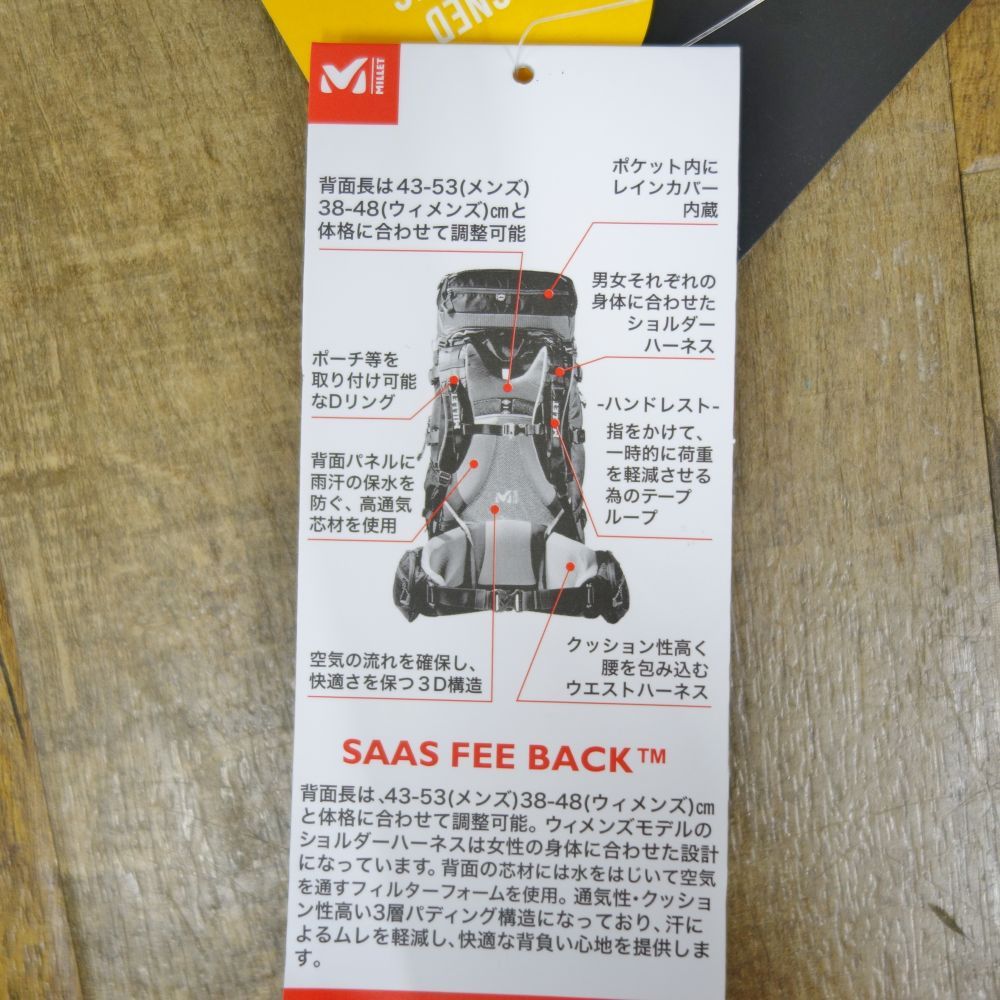 GNED
MILLET
背面長は43-53(メンズ)
38-48(ウィメンズ)㎝と
体格に合わせて調整可能
ポケット内に
レインカバー
内蔵
男女それぞれの
身体に合わせた
ショルダー
ハーネス
ポーチ等を
取り付け可能
なDリング
-ハンドレスト-
指をかけて、
一時的に荷重
を軽減させる
為のテープ
ループ
背面パネルに
雨汗の保水を
防ぐ、高通気
芯材を使用
MILLET
MILLET
空気の流れを確保し、
快適さを保つ3D構造
クッション性高く
腰を包み込む
ウエストハーネス
SAAS FEE BACK™
背面長は、43-53(メンズ)38-48(ウィメンズ)㎝
と体格に合わせて調整可能。ウィメンズモデルの
ショルダーハーネスは女性の身体に合わせた設計
になっています。背面の芯材には水をはじいて空気
を通すフィルターフォームを使用。通気性・クッショ
ン性高い3層パディング構造になっており、汗に
よるムレを軽減し、快適な背負い心地を提供しま
す。